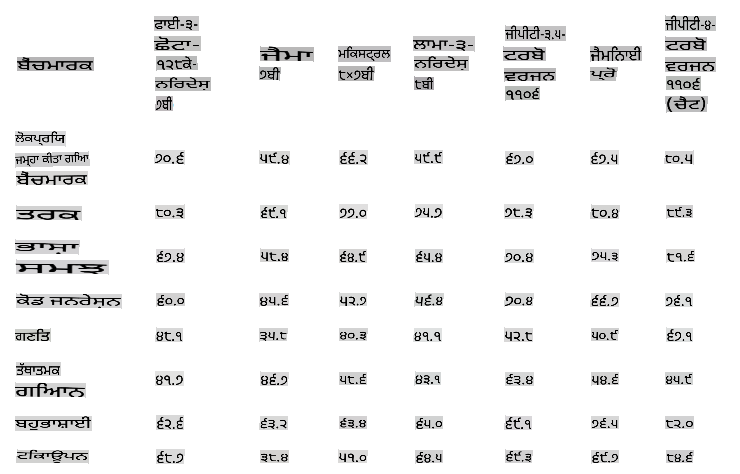 ਬੈਂਚਮਾਰਕ
ਫਾਈ-੩-
ਛੋਟਾ-
੧੨੮ਕੇ-
ਨਿਰਦੇਸ਼
੭ਬੀ
ਜੈਮਾ
੭ਬੀ
ਮਿਕਸਟ੍ਰਲ
੮x੭ਬੀ
ਲਾਮਾ-੩-
ਨਿਰਦੇਸ਼
੮ਬੀ
ਜੀਪੀਟੀ-੩.੫-
ਟਰਬੋ
ਵਰਜਨ
੧੧੦੬
ਜੈਮਿਨਾਈ
ਪਰੋ
ਜੀਪੀਟੀ-੪-
ਟਰਬੋ
ਵਰਜਨ
੧੧੦੬
(ਚੈਟ)
ਲੋਕਪ੍ਰਿਯ
ਜਮ੍ਹਾ ਕੀਤਾ ਗਿਆ
ਬੈਂਚਮਾਰਕ
੭੦.੬ ੫੯.੪ ੬੬.੨ ੫੯.੯ ੬੭.੦ ੬੭.੫ ੮੦.੫
ਤਰਕ ੮੦.੩ ੬੯.੧ ੭੭.੦ ੭੫.੭ ੭੮.੩ ੮੦.੪ ੮੯.੩
ਭਾਸ਼ਾ
ਸਮਝ
੬੭.੪ ੫੮.੪ ੬੪.੯ ੬੫.੪ ੭੦.੪ ੭੫.੩ ੮੧.੬
ਕੋਡ ਜਨਰੇਸ਼ਨ ੬੦.੦ ੪੫.੬ ੫੨.੭ ੫੬.੪ ੭੦.੪ ੬੬.੭ ੭੬.੧
ਗਣਿਤ ੪੮.੧ ੩੫.੮ ੪੦.੩ ੪੧.੧ ੫੨.੮ ੫੦.੯ ੬੭.੧
ਤੱਥਾਤਮਕ
ਗਿਆਨ
੪੧.੭ ੪੬.੭ ੫੮.੬ ੪੩.੧ ੬੩.੪ ੫੪.੬ ੪੫.੯
ਬਹੁਭਾਸ਼ਾਈ ੬੨.੬ ੬੩.੨ ੬੩.੪ ੬੫.੦ ੬੯.੧ ੭੬.੫ ੮੨.੦
ਟਿਕਾਊਪਨ ੬੮.੭ ੩੮.੪ ੫੧.੦ ੬੪.੫ ੬੯.੩ ੬੯.੭ ੮੪.੬